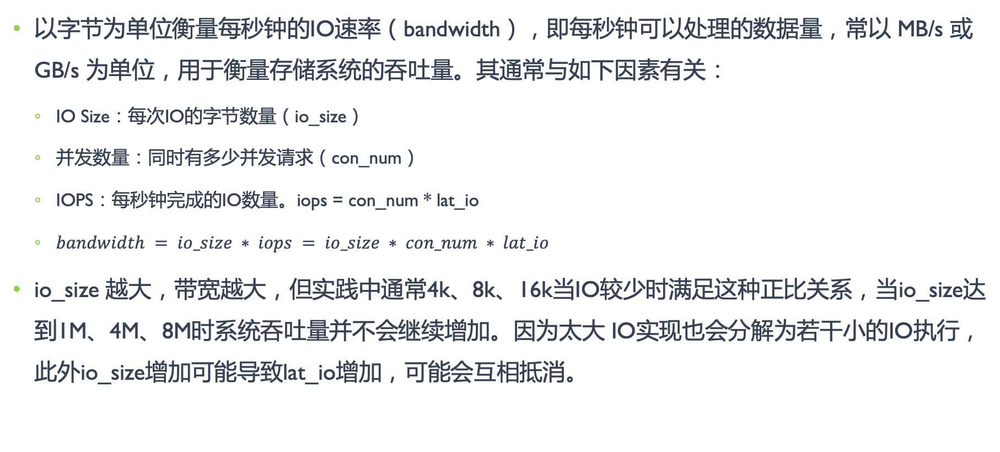 以字节为单位衡量每秒钟的IO速率（bandwidth），即每秒钟可以处理的数据量，常以 MB/s 或
GB/s 为单位，用于衡量存储系统的吞吐量。其通常与如下因素有关：
IO Size：每次IO的字节数量（io_size）
并发数量：同时有多少并发请求（con_num）
IOPS：每秒钟完成的IO数量。iops = con_num * lat_io
bandwidth = io_size * iops = io_size * con_num * lat_io
io_size 越大，带宽越大，但实践中通常4k、8k、16k当IO较少时满足这种正比关系，当io_size达
到1M、4M、8M时系统吞吐量并不会继续增加。因为太大 IO实现也会分解为若干小的IO执行，
此外io_size增加可能导致lat_io增加，可能会互相抵消。